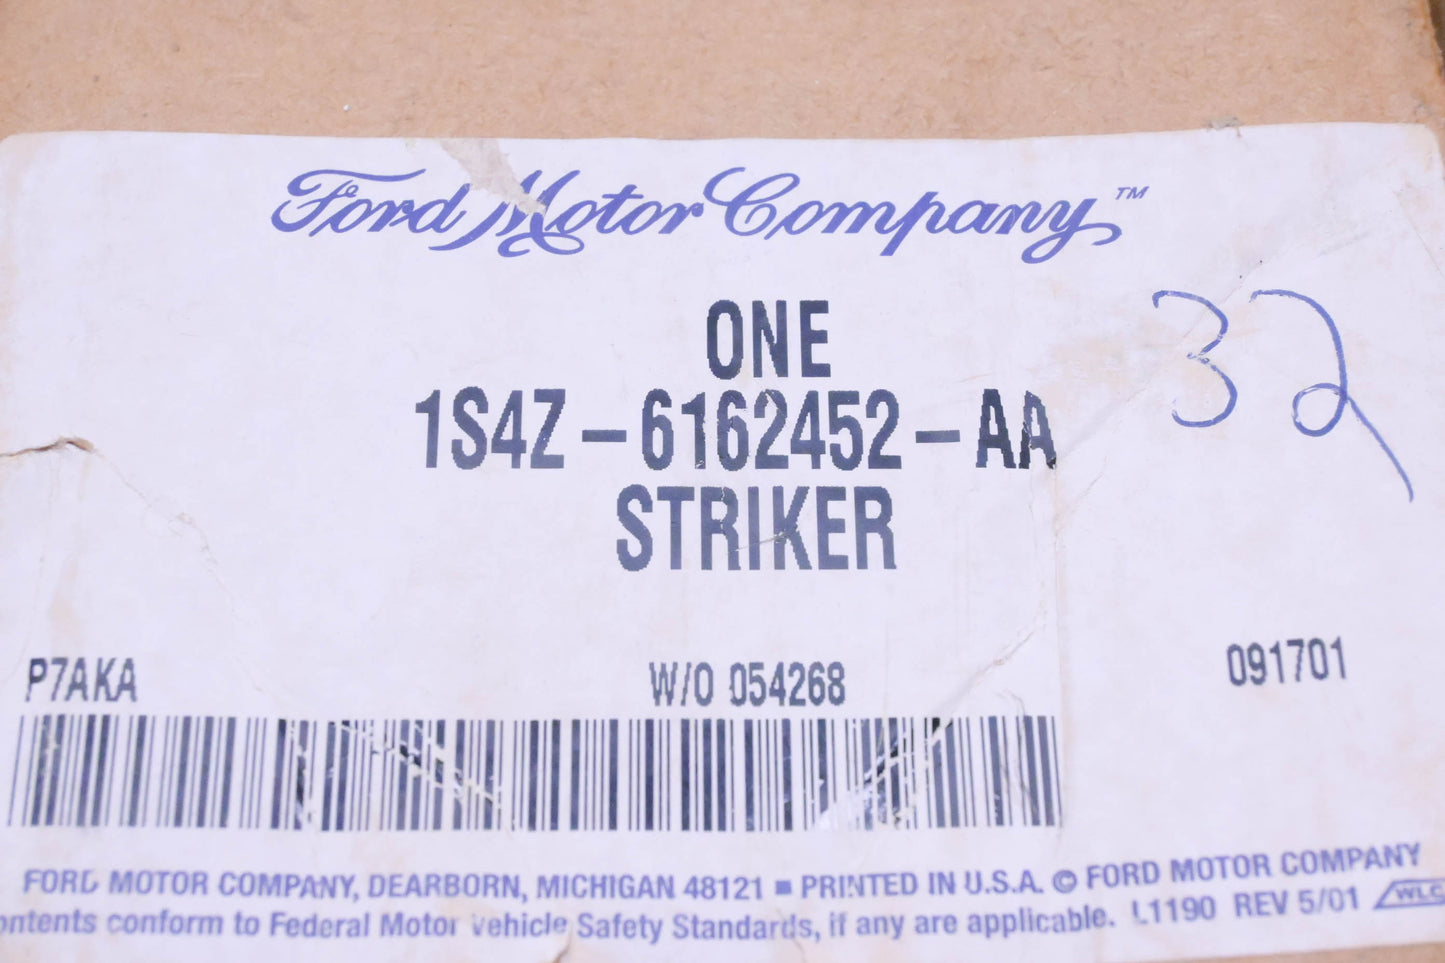 Ford Motor Company™
ONE
1S4Z-6162452-AA
32
STRIKER
P7AKA W/O 054268 091701
FORD MOTOR COMPANY, DEARBORN, MICHIGAN 48121 ■ PRINTED IN U.S.A. © FORD MOTOR COMPANY
ontents conform to Federal Motor Vehicle Safety Standards, if any are applicable. L1190 REV 5/01 WLC